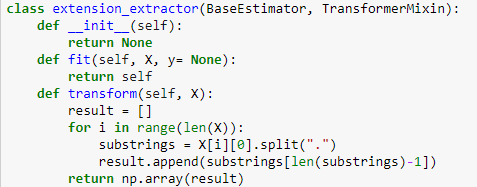 class extension_extractor(BaseEstimator, TransformerMixin):
    def __init__(self):
        return None
    def fit(self, X, y= None):
        return self
    def transform(self, X):
        result = []
        for i in range(len(X)):
            substrings = X[i][0].split(".")
            result.append(substrings[len(substrings)-1])
        return np.array(result)